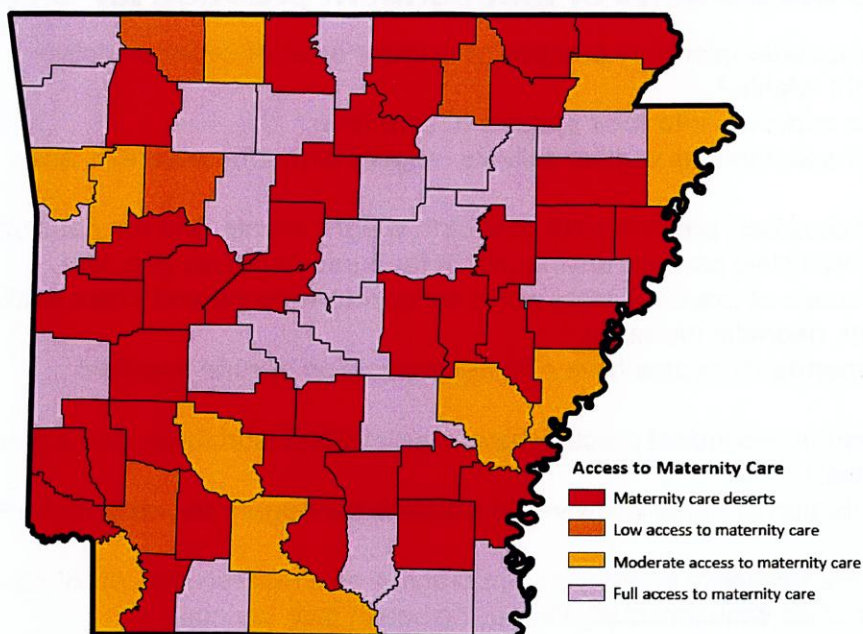 Access to Maternity Care
Maternity care deserts
Low access to maternity care
Moderate access to maternity care
Full access to maternity care